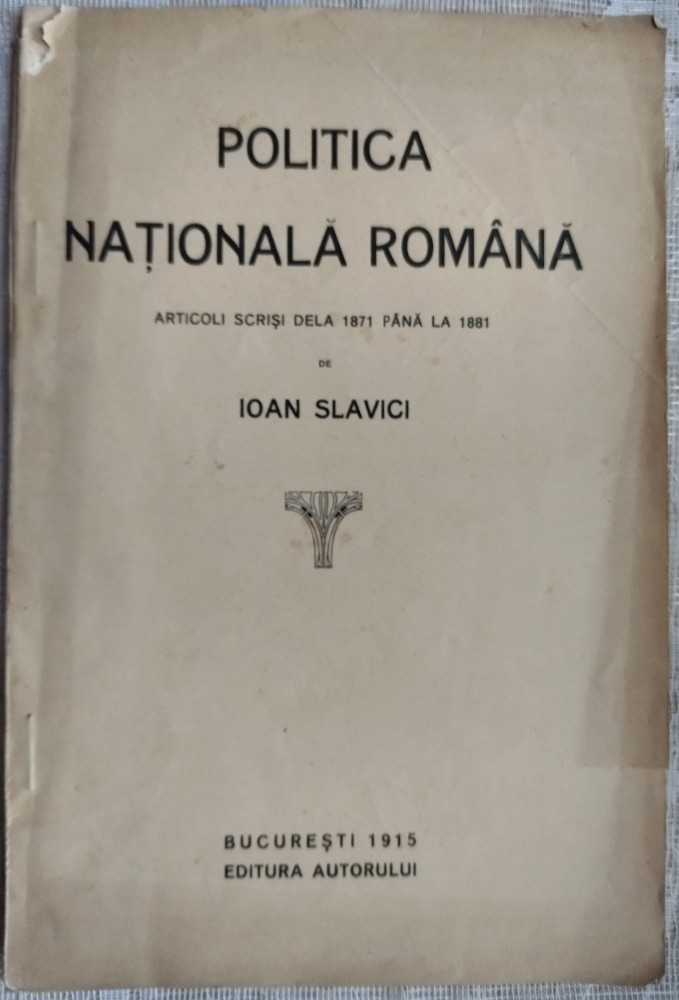 POLITICA
NAȚIONALĂ ROMÂNĂ
ARTICOLI SCRIȘI DELA 1871 PÂNĂ LA 1881
DE
IOAN SLAVICI
BUCUREȘTI 1915
EDITURA AUTORULUI